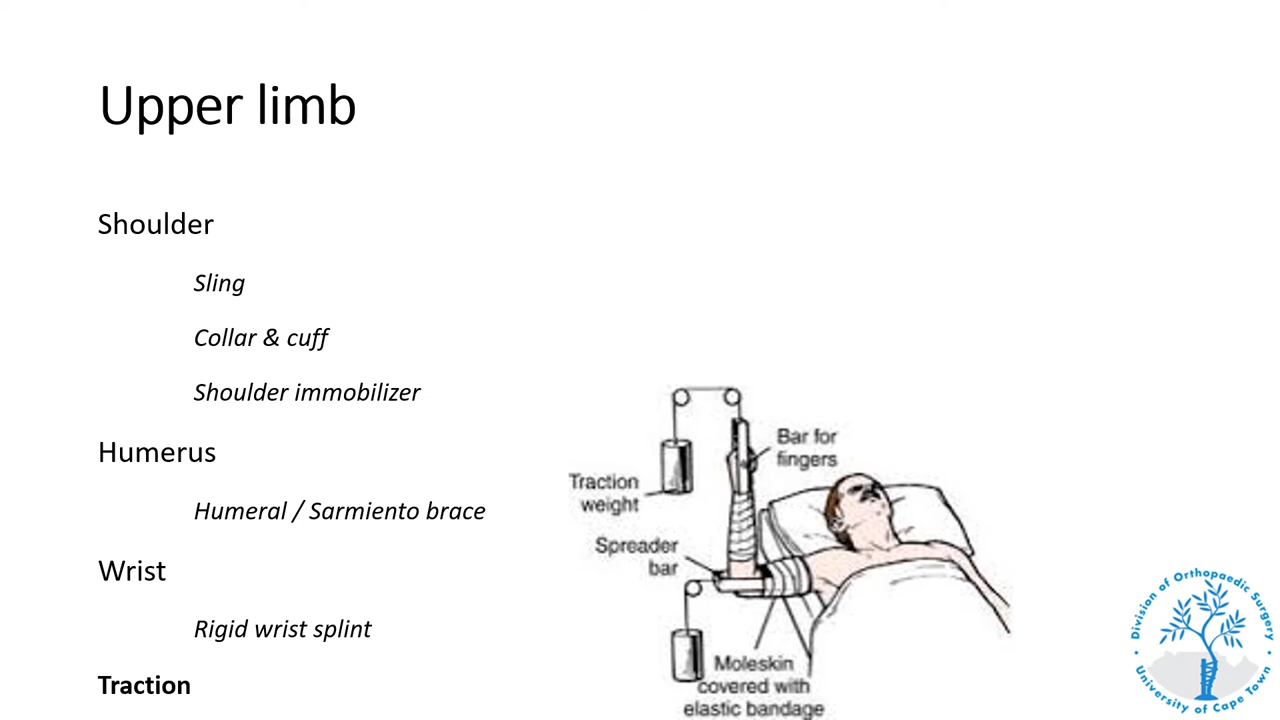 Upper limb
Shoulder
Sling
Collar & cuff
Shoulder immobilizer
Humerus
Humeral / Sarmiento brace
Wrist
Rigid wrist splint
Traction
Bar for
fingers
Traction
weight
Spreader
bar
Moleskin
covered with
elastic bandage
Division of Orthopaedic Surgery
University of Cape Town